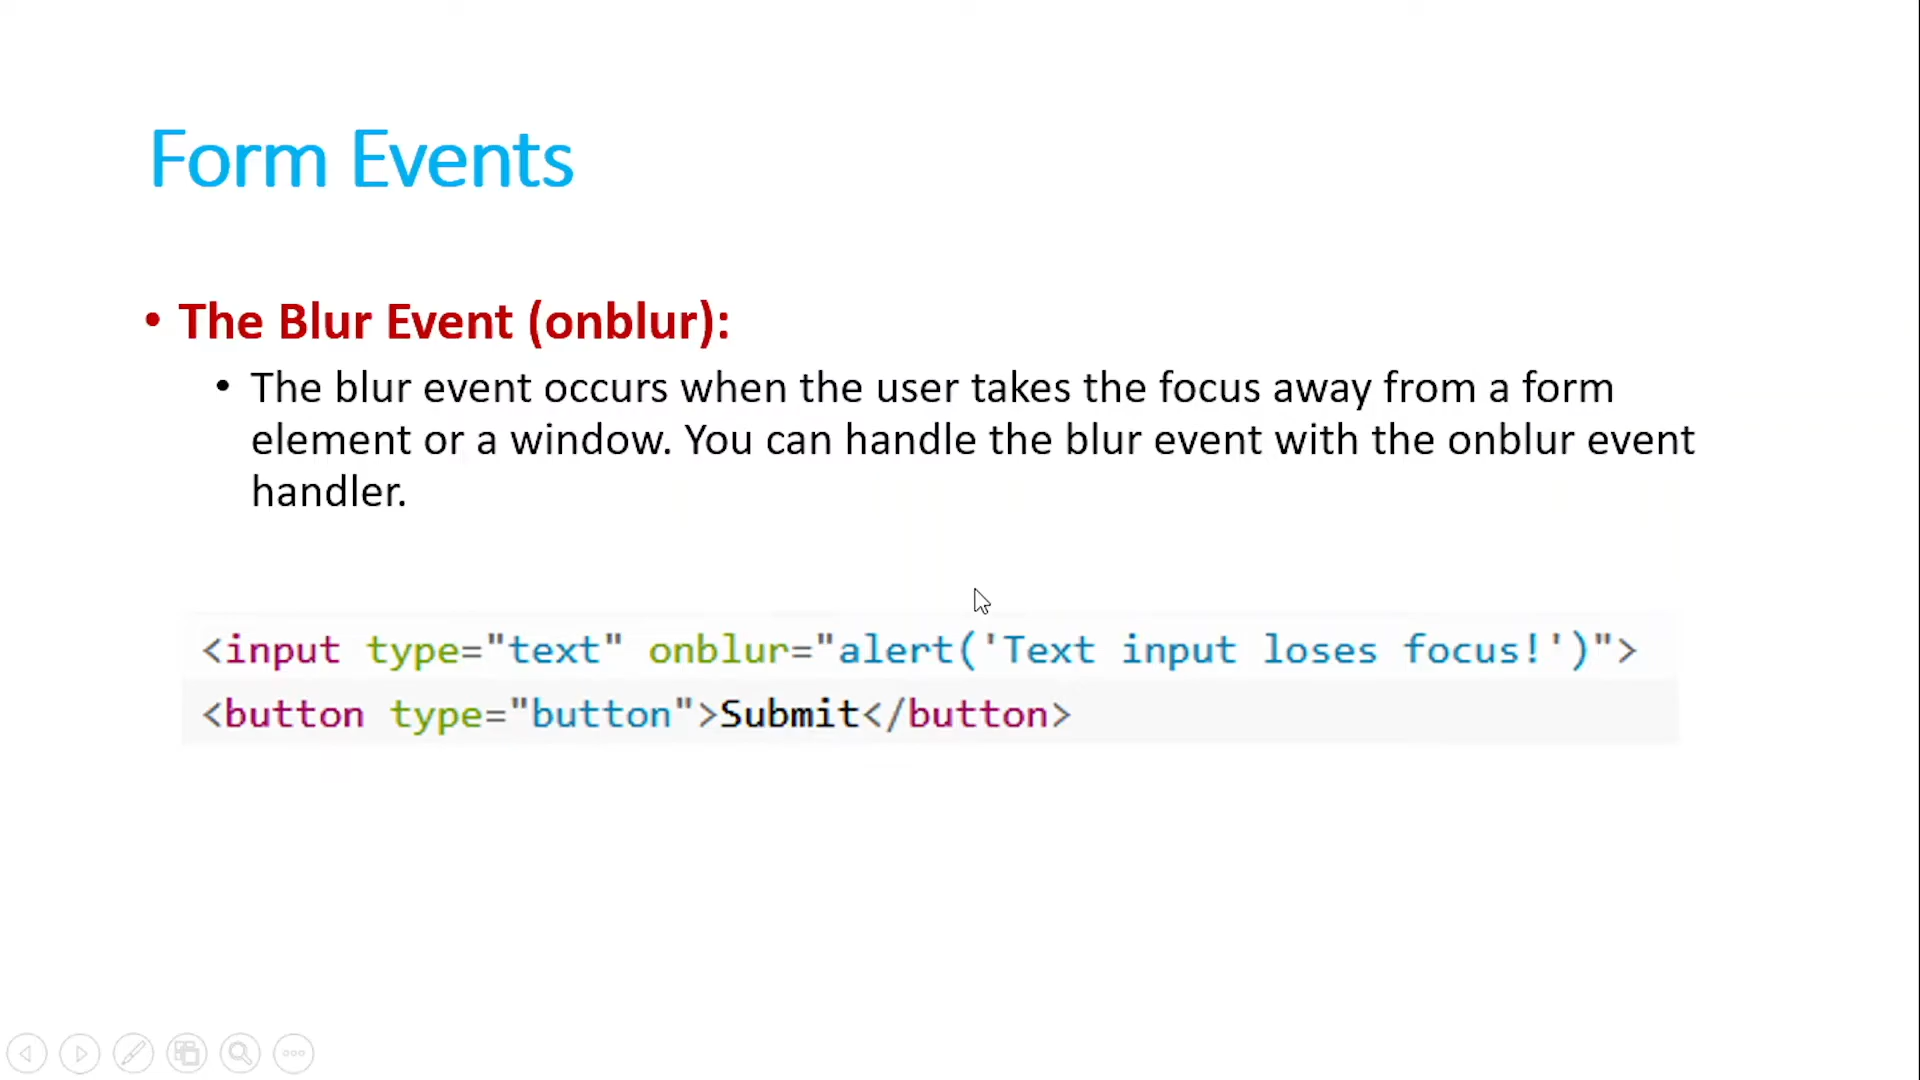 Form Events
• The Blur Event (onblur):
• The blur event occurs when the user takes the focus away from a form
element or a window. You can handle the blur event with the onblur event
handler.
<input type="text" onblur="alert('Text input loses focus!')">
<button type="button">Submit</button>